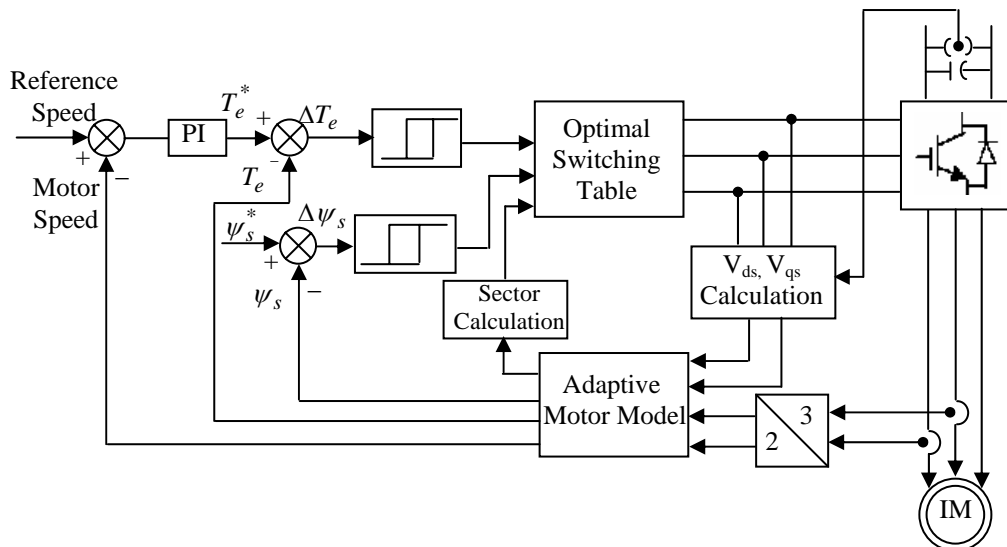 Reference
Speed
+
−
Motor
Speed
PI
T_e^*
+
−
ΔT_e
T_e
ψ_s^*
+
−
Δψ_s
ψ_s
Optimal
Switching
Table
Sector
Calculation
V_ds, V_qs
Calculation
Adaptive
Motor Model
3
2
IM